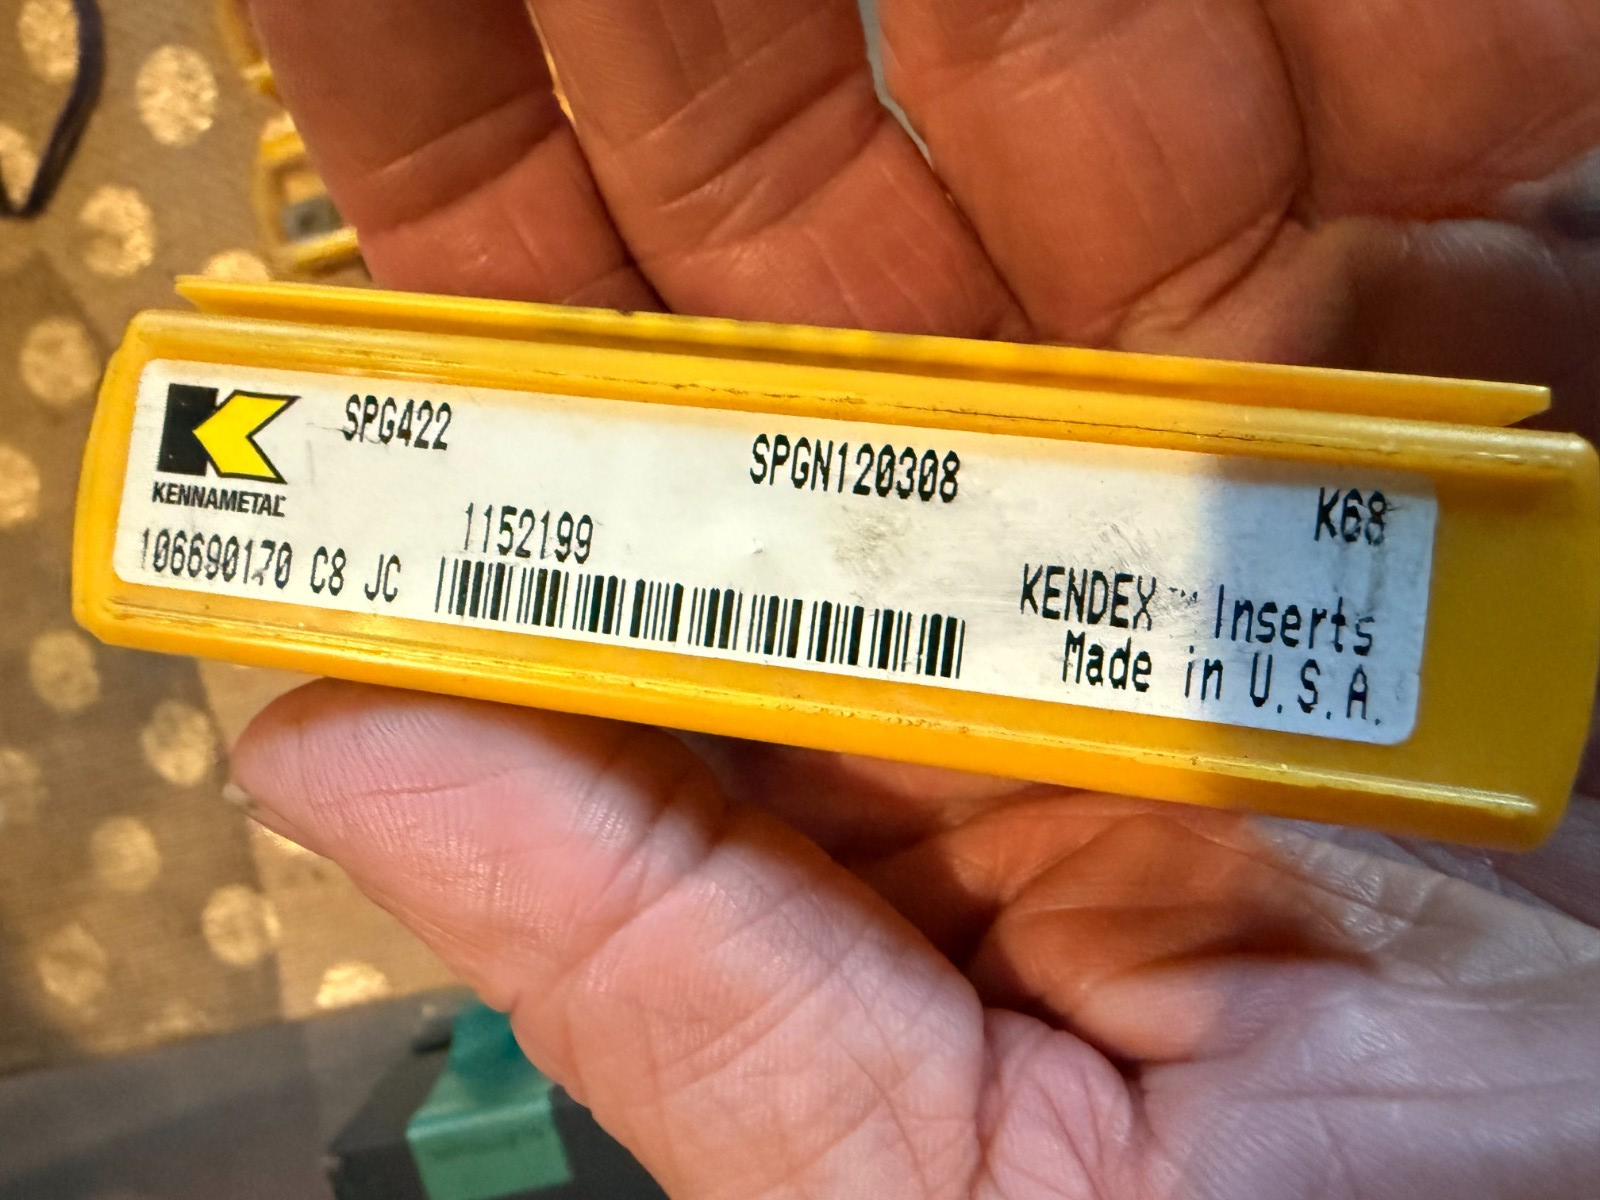 KENNAMETAL
SPG422
SPGN120308
K68
1152199
106690170 C8 JC
KENDEX™ Inserts
Made in U.S.A.